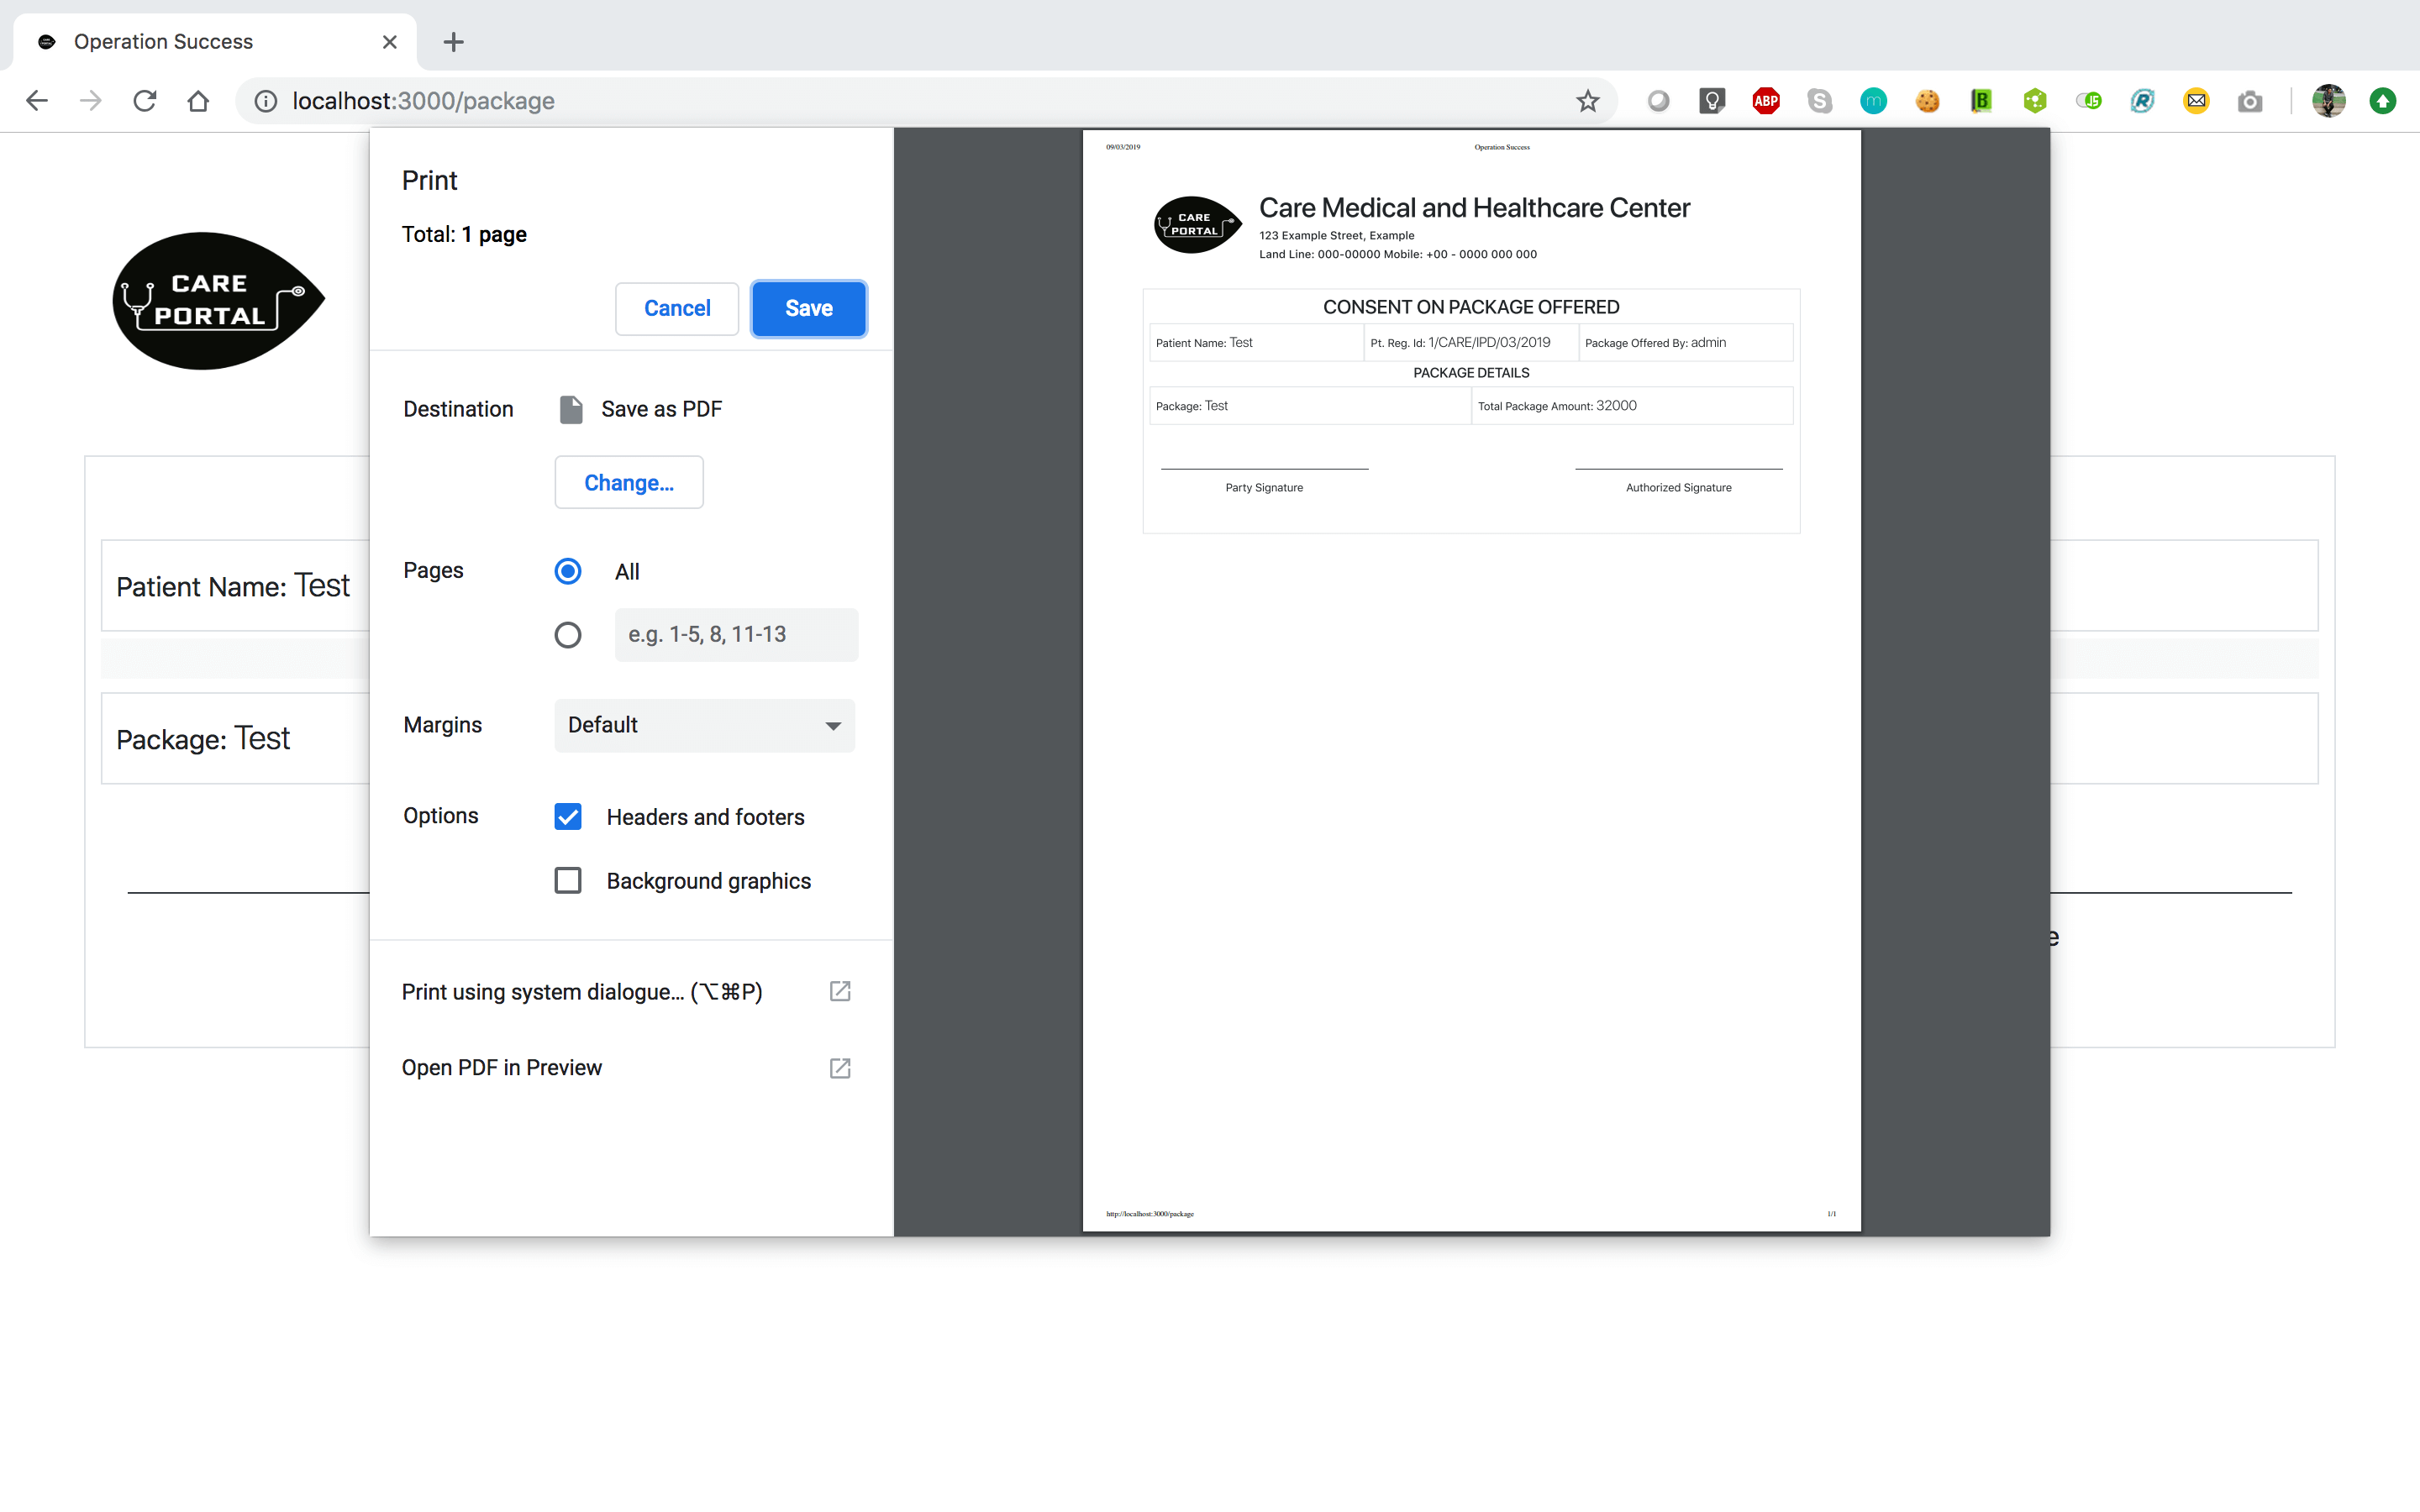 Operation Success
localhost:3000/package
ABP
S
m
B
JS
R
CARE
PORTAL
Patient Name: Test
Package: Test
e
Print
Total: 1 page
Cancel
Save
Destination
Save as PDF
Change...
Pages
All
e.g. 1-5, 8, 11-13
Margins
Default
Options
Headers and footers
Background graphics
Print using system dialogue... (⌥⌘P)
Open PDF in Preview
09/03/2019
Operation Success
CARE
PORTAL
Care Medical and Healthcare Center
123 Example Street, Example
Land Line: 000-00000 Mobile: +00 - 0000 000 000
CONSENT ON PACKAGE OFFERED
Patient Name: Test
Pt. Reg. Id: 1/CARE/IPD/03/2019
Package Offered By: admin
PACKAGE DETAILS
Package: Test
Total Package Amount: 32000
Party Signature
Authorized Signature
http://localhost:3000/package
1/1